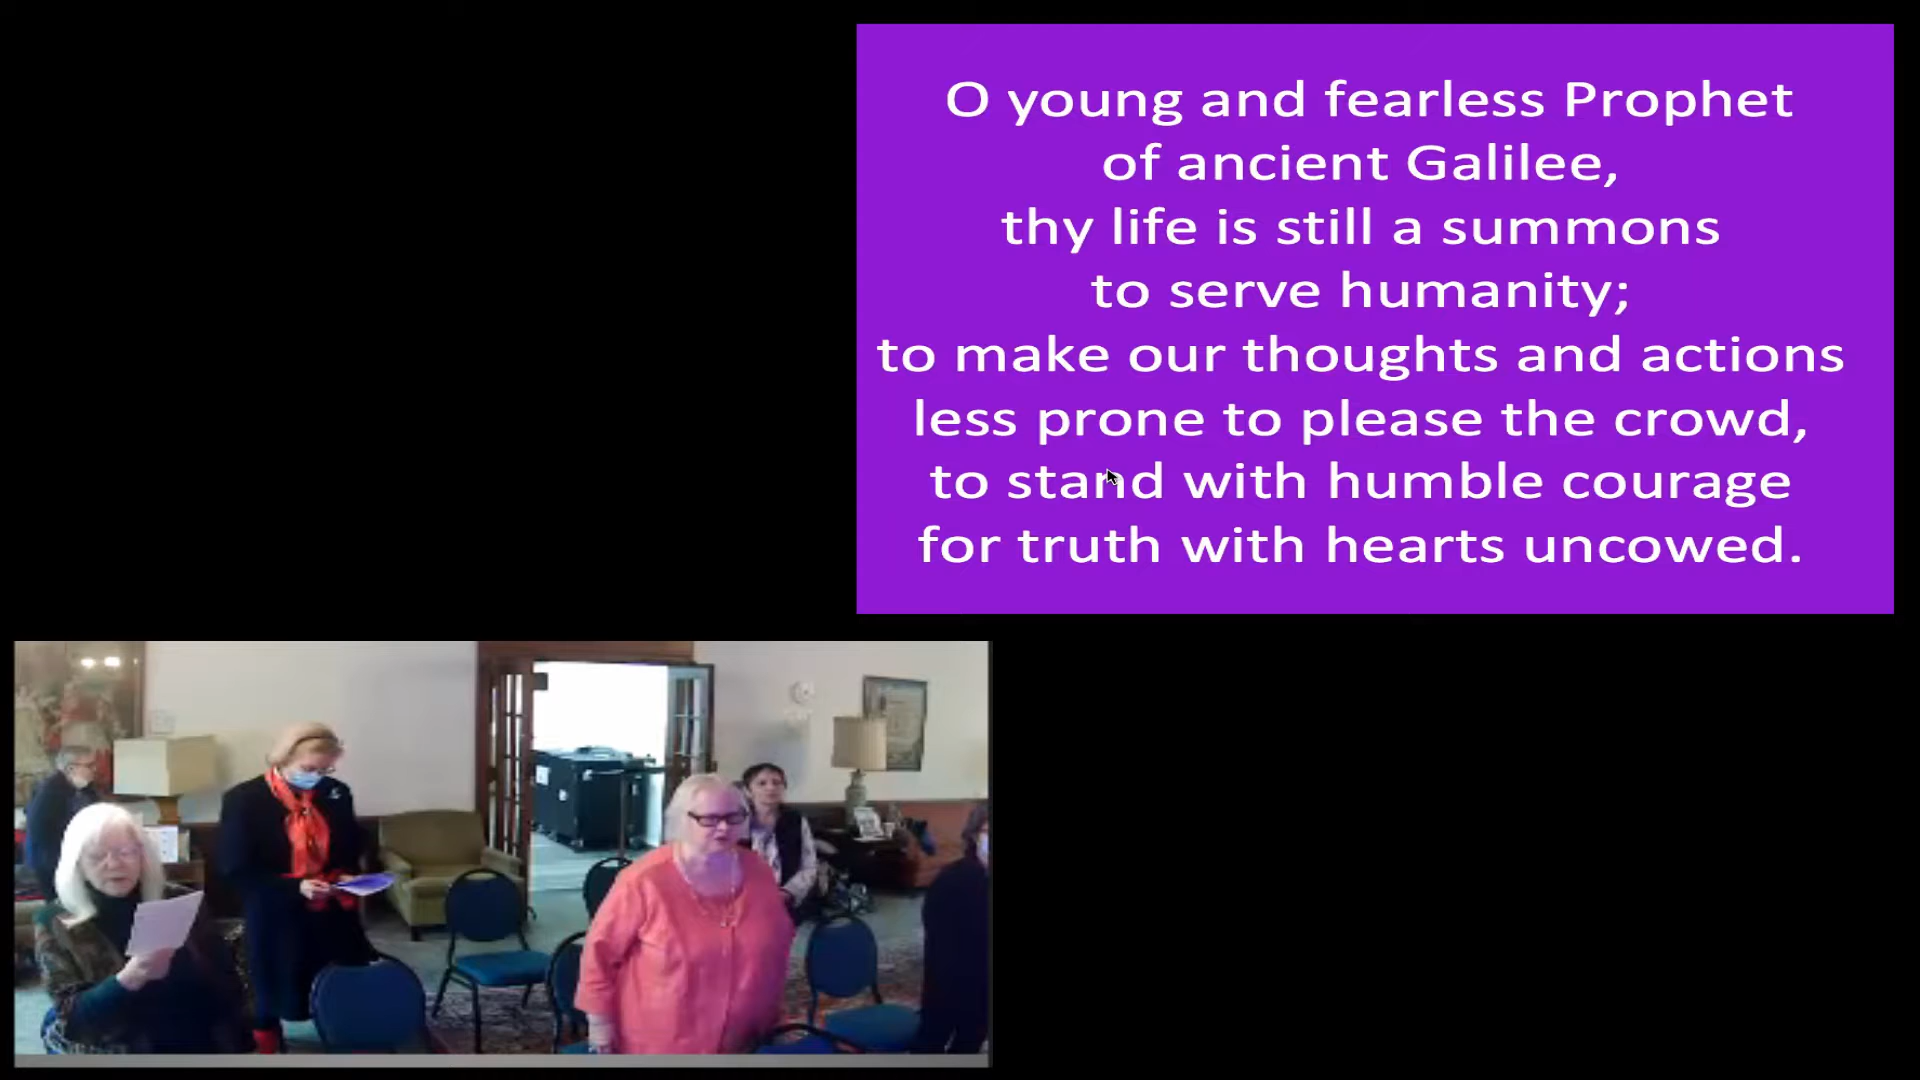 O young and fearless Prophet
of ancient Galilee,
thy life is still a summons
to serve humanity;
to make our thoughts and actions
less prone to please the crowd,
to stand with humble courage
for truth with hearts uncowed.